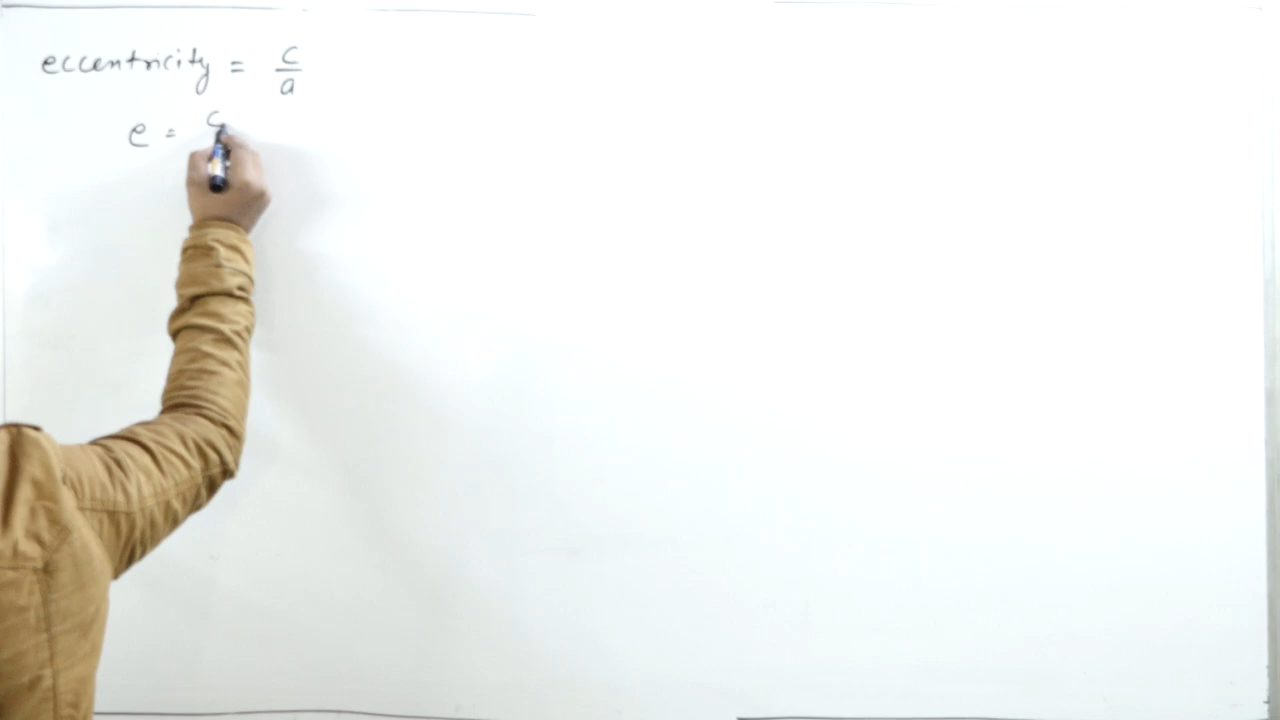 eccentricity = c/a
e = c